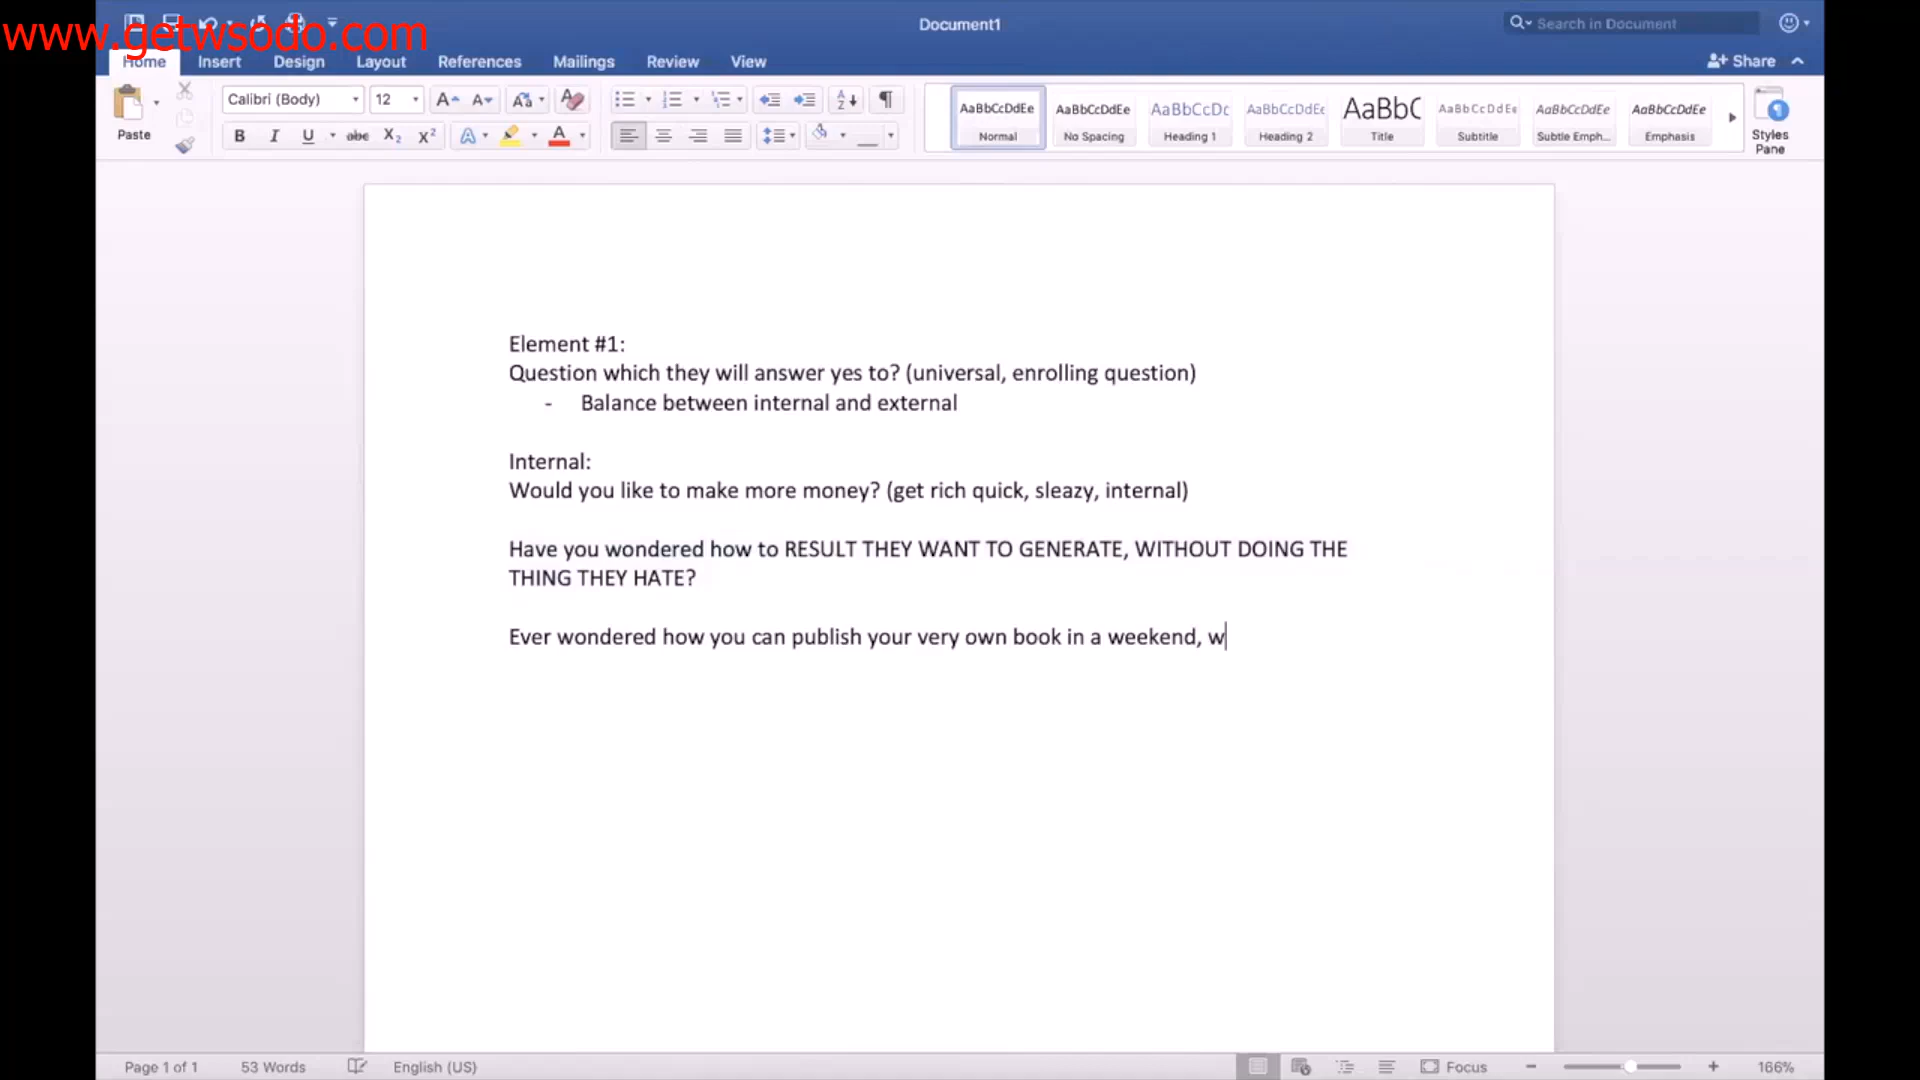 www.getwsodo.com
Document1
Search in Document
Home Insert Design Layout References Mailings Review View
Share
Paste
Calibri (Body) 12
AaBbCcDdEe AaBbCcDdEe AaBbCcDc AaBbCcDdEe AaBbC AaBbCcDdEe AaBbCcDdEe AaBbCcDdEe
Normal No Spacing Heading 1 Heading 2 Title Subtitle Subtle Emph... Emphasis
Styles
Pane
B I U abc X₂ X² A A
Element #1:
Question which they will answer yes to? (universal, enrolling question)
- Balance between internal and external
Internal:
Would you like to make more money? (get rich quick, sleazy, internal)
Have you wondered how to RESULT THEY WANT TO GENERATE, WITHOUT DOING THE
THING THEY HATE?
Ever wondered how you can publish your very own book in a weekend, w
Page 1 of 1 53 Words English (US) Focus 166%